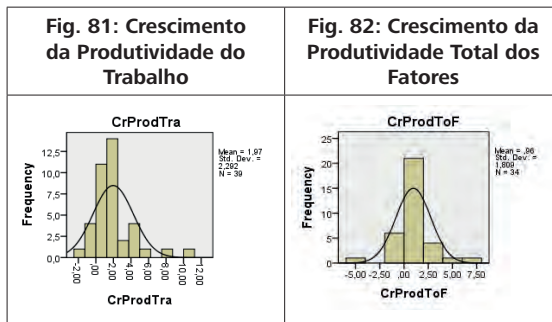 Fig. 81: Crescimento
da Produtividade do
Trabalho
CrProdTra
Mean = 1,97
Std. Dev. =
2,292
N = 39
Frequency
12,5
10,0
7,5
5,0
2,5
0,0
-2,00
,00
2,00
4,00
6,00
8,00
10,00
12,00
CrProdTra
Fig. 82: Crescimento da
Produtividade Total dos
Fatores
CrProdToF
Mean = ,96
Std. Dev. =
1,809
N = 34
Frequency
25
20
15
10
5
0
-5,00
-2,50
,00
2,50
5,00
7,50
CrProdToF